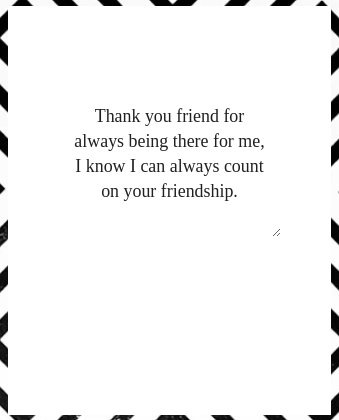 Thank you friend for
always being there for me,
I know I can always count
on your friendship.